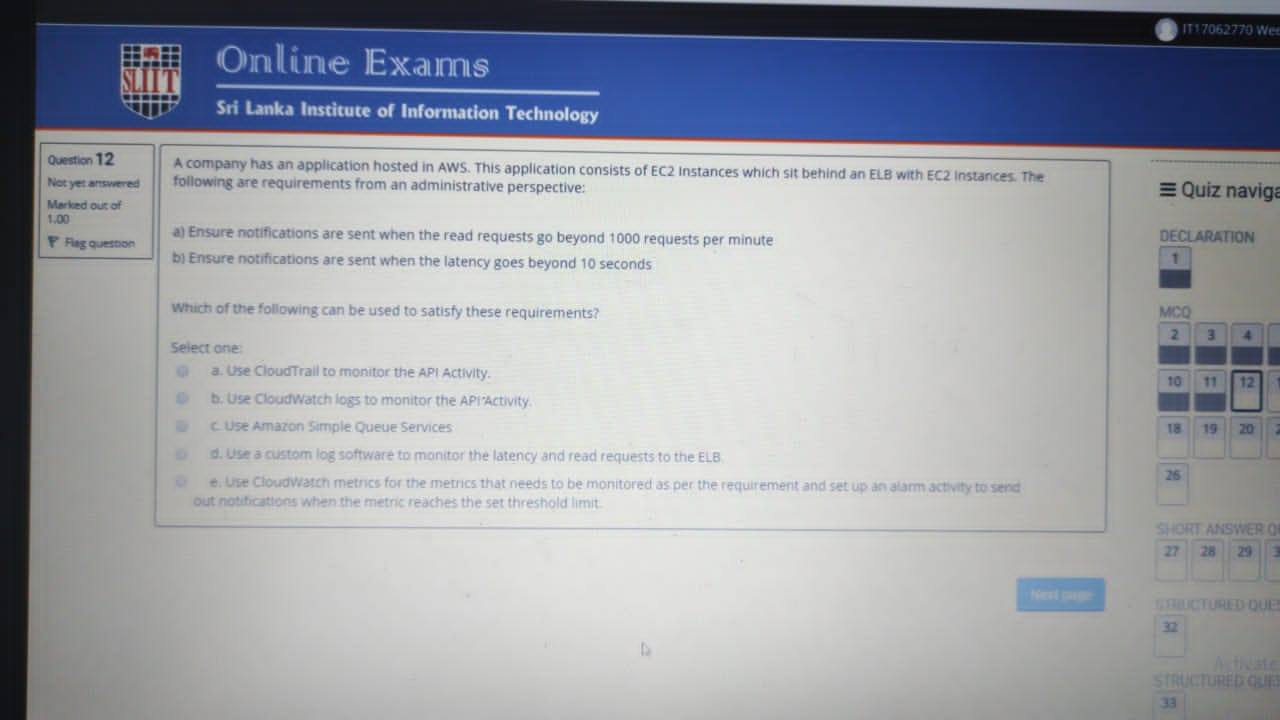 IT17062770 Wee
SLIIT
Online Exams
Sri Lanka Institute of Information Technology
Question 12
Not yet answered
Marked out of
1.00
Flag question
A company has an application hosted in AWS. This application consists of EC2 Instances which sit behind an ELB with EC2 Instances. The
following are requirements from an administrative perspective:
a) Ensure notifications are sent when the read requests go beyond 1000 requests per minute
b) Ensure notifications are sent when the latency goes beyond 10 seconds
Which of the following can be used to satisfy these requirements?
Select one:
a. Use CloudTrail to monitor the API Activity.
b. Use CloudWatch logs to monitor the API Activity.
c. Use Amazon Simple Queue Services
d. Use a custom log software to monitor the latency and read requests to the ELB.
e. Use CloudWatch metrics for the metrics that needs to be monitored as per the requirement and set up an alarm activity to send
out notifications when the metric reaches the set threshold limit.
Next page
Quiz naviga
DECLARATION
1
MCQ
2 3 4
10 11 12 1
18 19 20 2
26
SHORT ANSWER QU
27 28 29 3
STRUCTURED QUES
32
Activate
STRUCTURED QUES
33